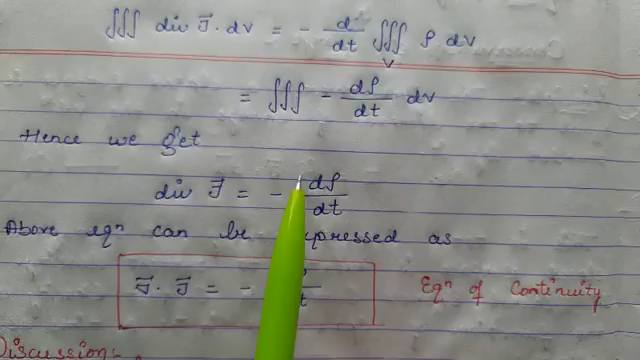 ∭ div J⃗ · dv = - d/dt ∭_V ρ dv
= ∭ - dρ/dt dv
Hence we get
div J⃗ = - dρ/dt
Above eqn can be expressed as
∇⃗ · J⃗ = -
Eqn of Continuity
Discussion:-